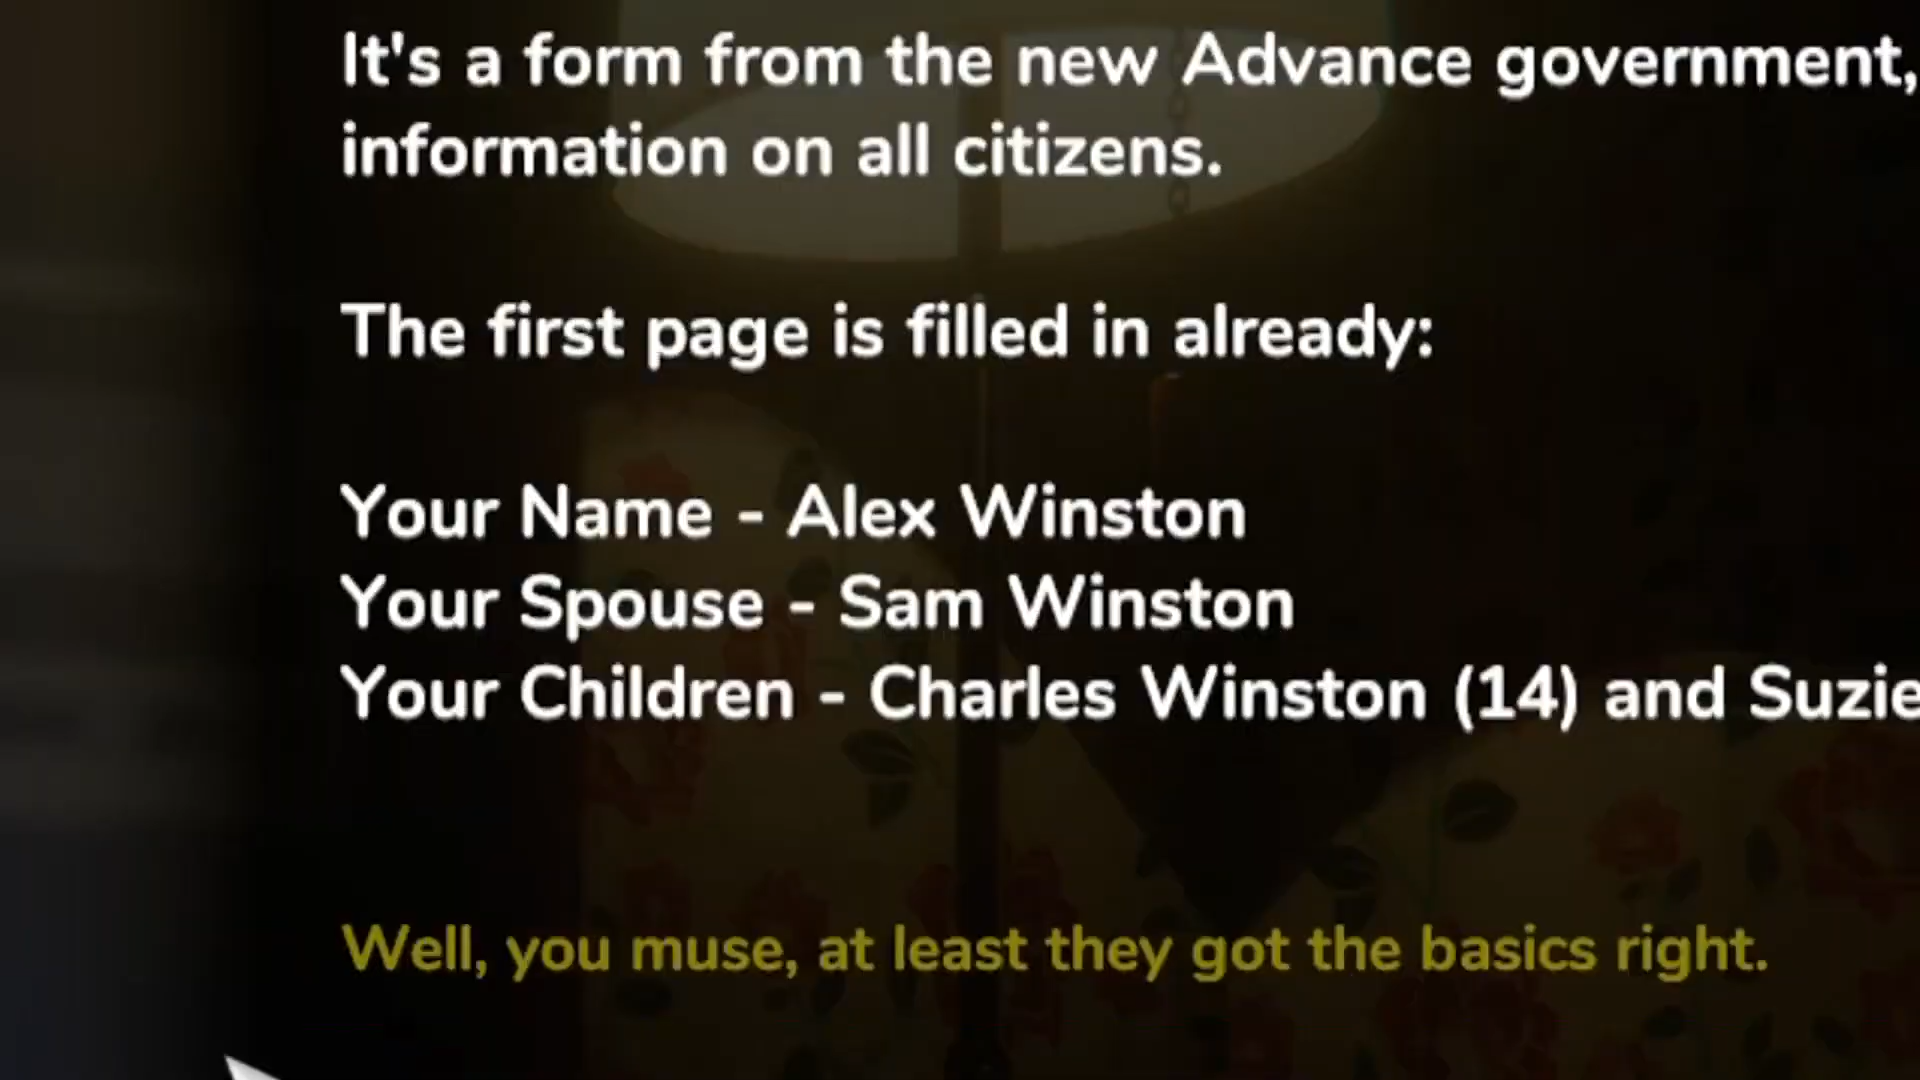 It's a form from the new Advance government,
information on all citizens.
The first page is filled in already:
Your Name - Alex Winston
Your Spouse - Sam Winston
Your Children - Charles Winston (14) and Suzie
Well, you muse, at least they got the basics right.